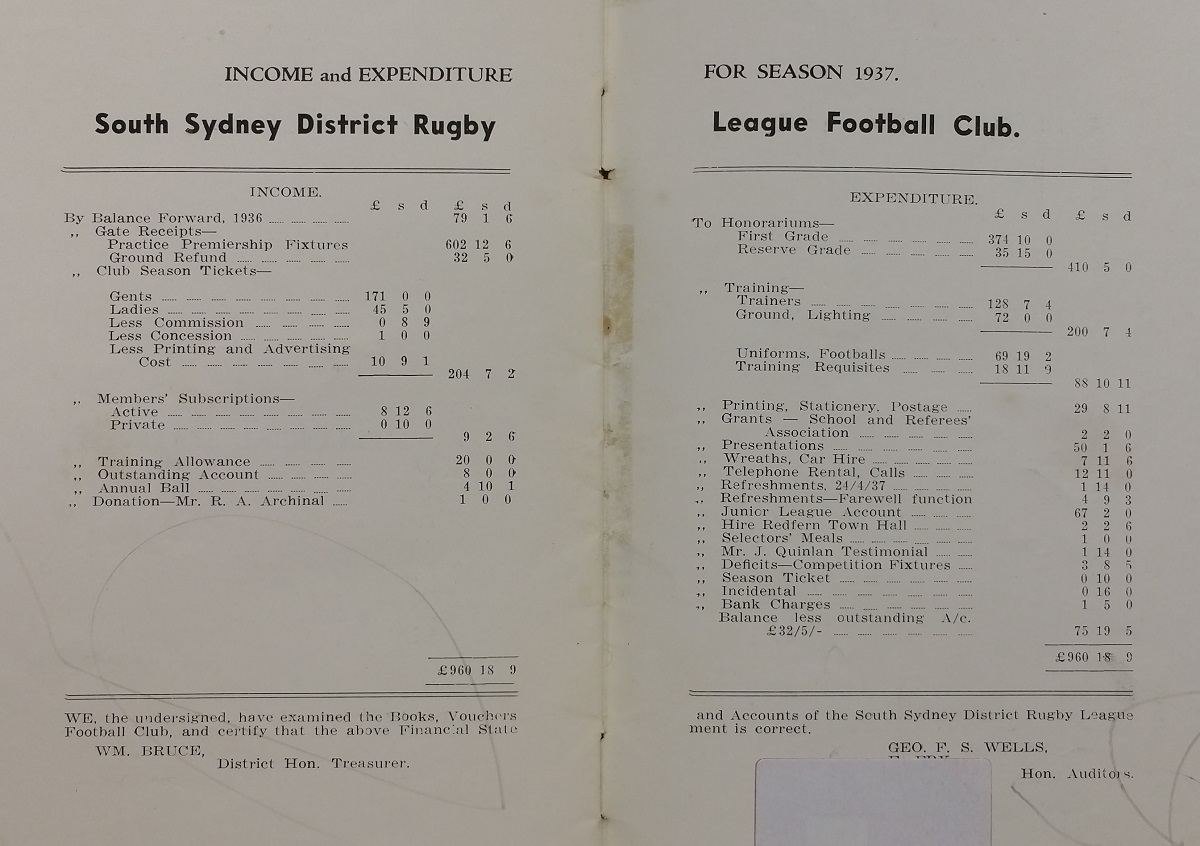 INCOME and EXPENDITURE
South Sydney District Rugby
INCOME.
£ s d £ s d
By Balance Forward, 1936 79 1 6
,, Gate Receipts—
Practice Premiership Fixtures 602 12 6
Ground Refund 32 5 0
,, Club Season Tickets—
Gents 171 0 0
Ladies 45 5 0
Less Commission 0 8 9
Less Concession 1 0 0
Less Printing and Advertising
Cost 10 9 1
204 7 2
,, Members' Subscriptions—
Active 8 12 6
Private 0 10 0
9 2 6
,, Training Allowance 20 0 0
,, Outstanding Account 8 0 0
,, Annual Ball 4 10 1
,, Donation—Mr. R. A. Archinal 1 0 0
£960 18 9
WE, the undersigned, have examined the Books, Vouchers
Football Club, and certify that the above Financial State
WM. BRUCE,
District Hon. Treasurer.
FOR SEASON 1937.
League Football Club.
EXPENDITURE.
£ s d £ s d
To Honorariums—
First Grade 374 10 0
Reserve Grade 35 15 0
410 5 0
,, Training—
Trainers 128 7 4
Ground, Lighting 72 0 0
200 7 4
Uniforms, Footballs 69 19 2
Training Requisites 18 11 9
88 10 11
,, Printing, Stationery, Postage 29 8 11
,, Grants — School and Referees'
Association 2 2 0
,, Presentations 50 1 6
,, Wreaths, Car Hire 7 11 6
,, Telephone Rental, Calls 12 11 0
,, Refreshments, 24/4/37 1 14 0
,, Refreshments—Farewell function 4 9 3
,, Junior League Account 67 2 0
,, Hire Redfern Town Hall 2 2 6
,, Selectors' Meals 1 0 0
,, Mr. J. Quinlan Testimonial 1 14 0
,, Deficits—Competition Fixtures 3 8 5
,, Season Ticket 0 10 0
,, Incidental 0 16 0
,, Bank Charges 1 5 0
Balance less outstanding A/c.
£32/5/- 75 19 5
£960 18 9
and Accounts of the South Sydney District Rugby League
ment is correct.
GEO. F. S. WELLS,
Hon. Auditors.